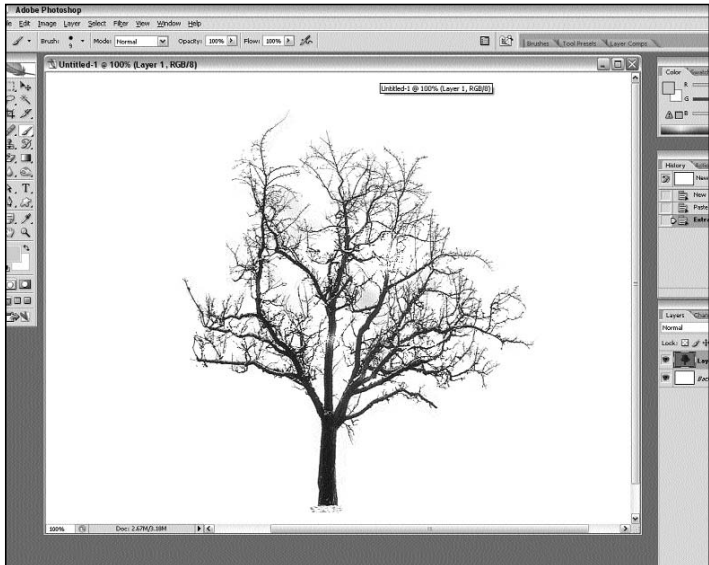 Adobe Photoshop
Edit Image Layer Select Filter View Window Help
Brush: Mode: Normal Opacity: 100% Flow: 100% Brushes Tool Presets Layer Comps
Untitled-1 @ 100% (Layer 1, RGB/8)
Untitled-1 @ 100% (Layer 1, RGB/8)
Color
R
G
B
History
New
New
Paste
Layers
Normal
Lock:
100% Doc: 2.67M/3.18M